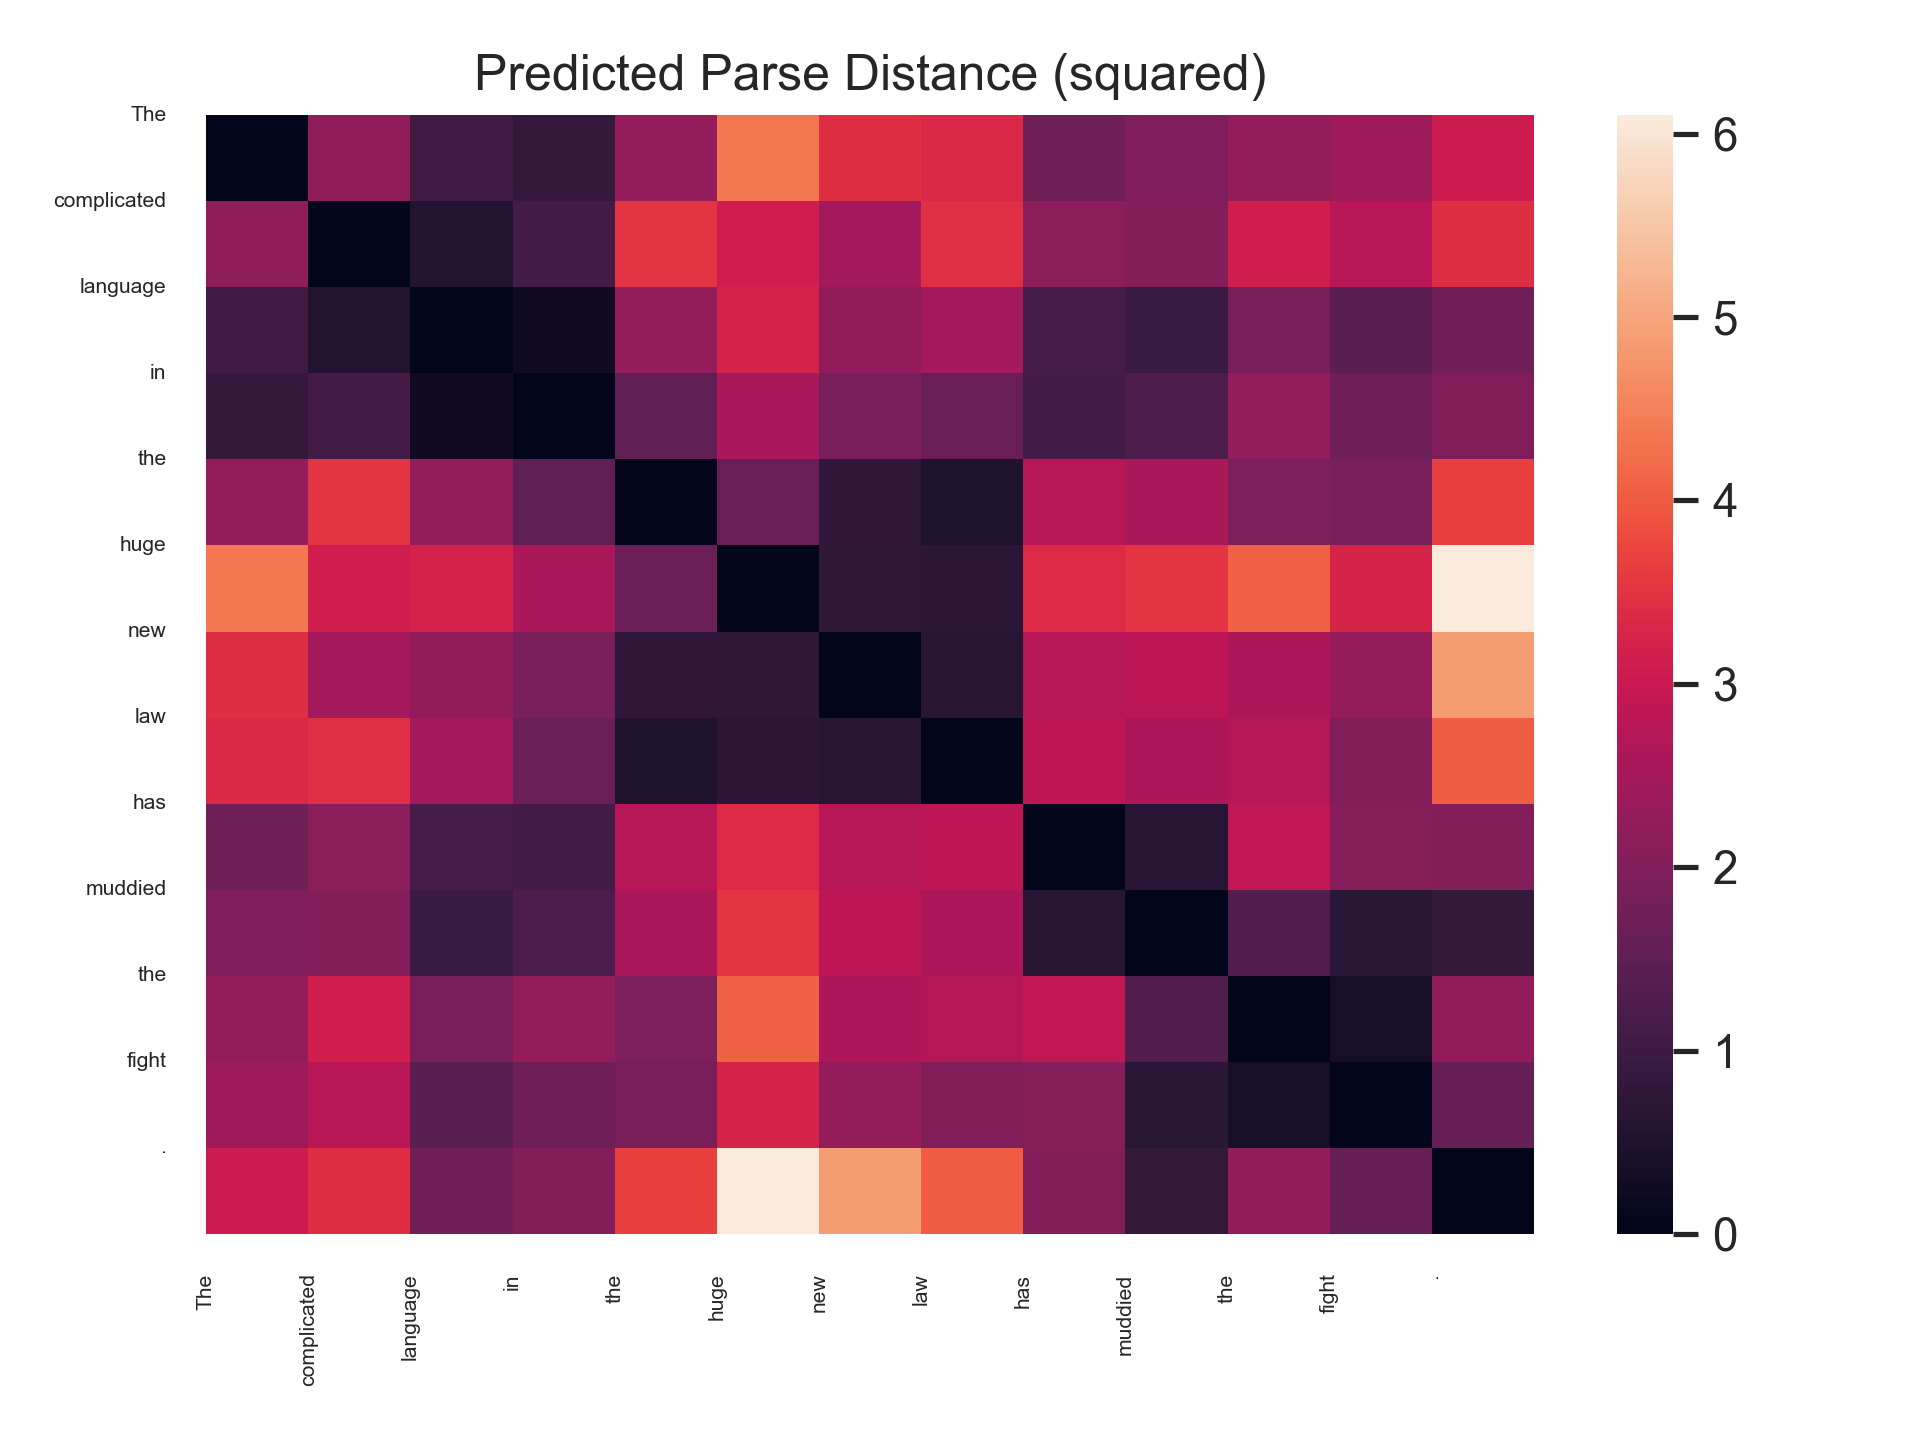 Predicted Parse Distance (squared)
The
complicated
language
in
the
huge
new
law
has
muddied
the
fight
.
6
5
4
3
2
1
0
The
complicated
language
in
the
huge
new
law
has
muddied
the
fight
.